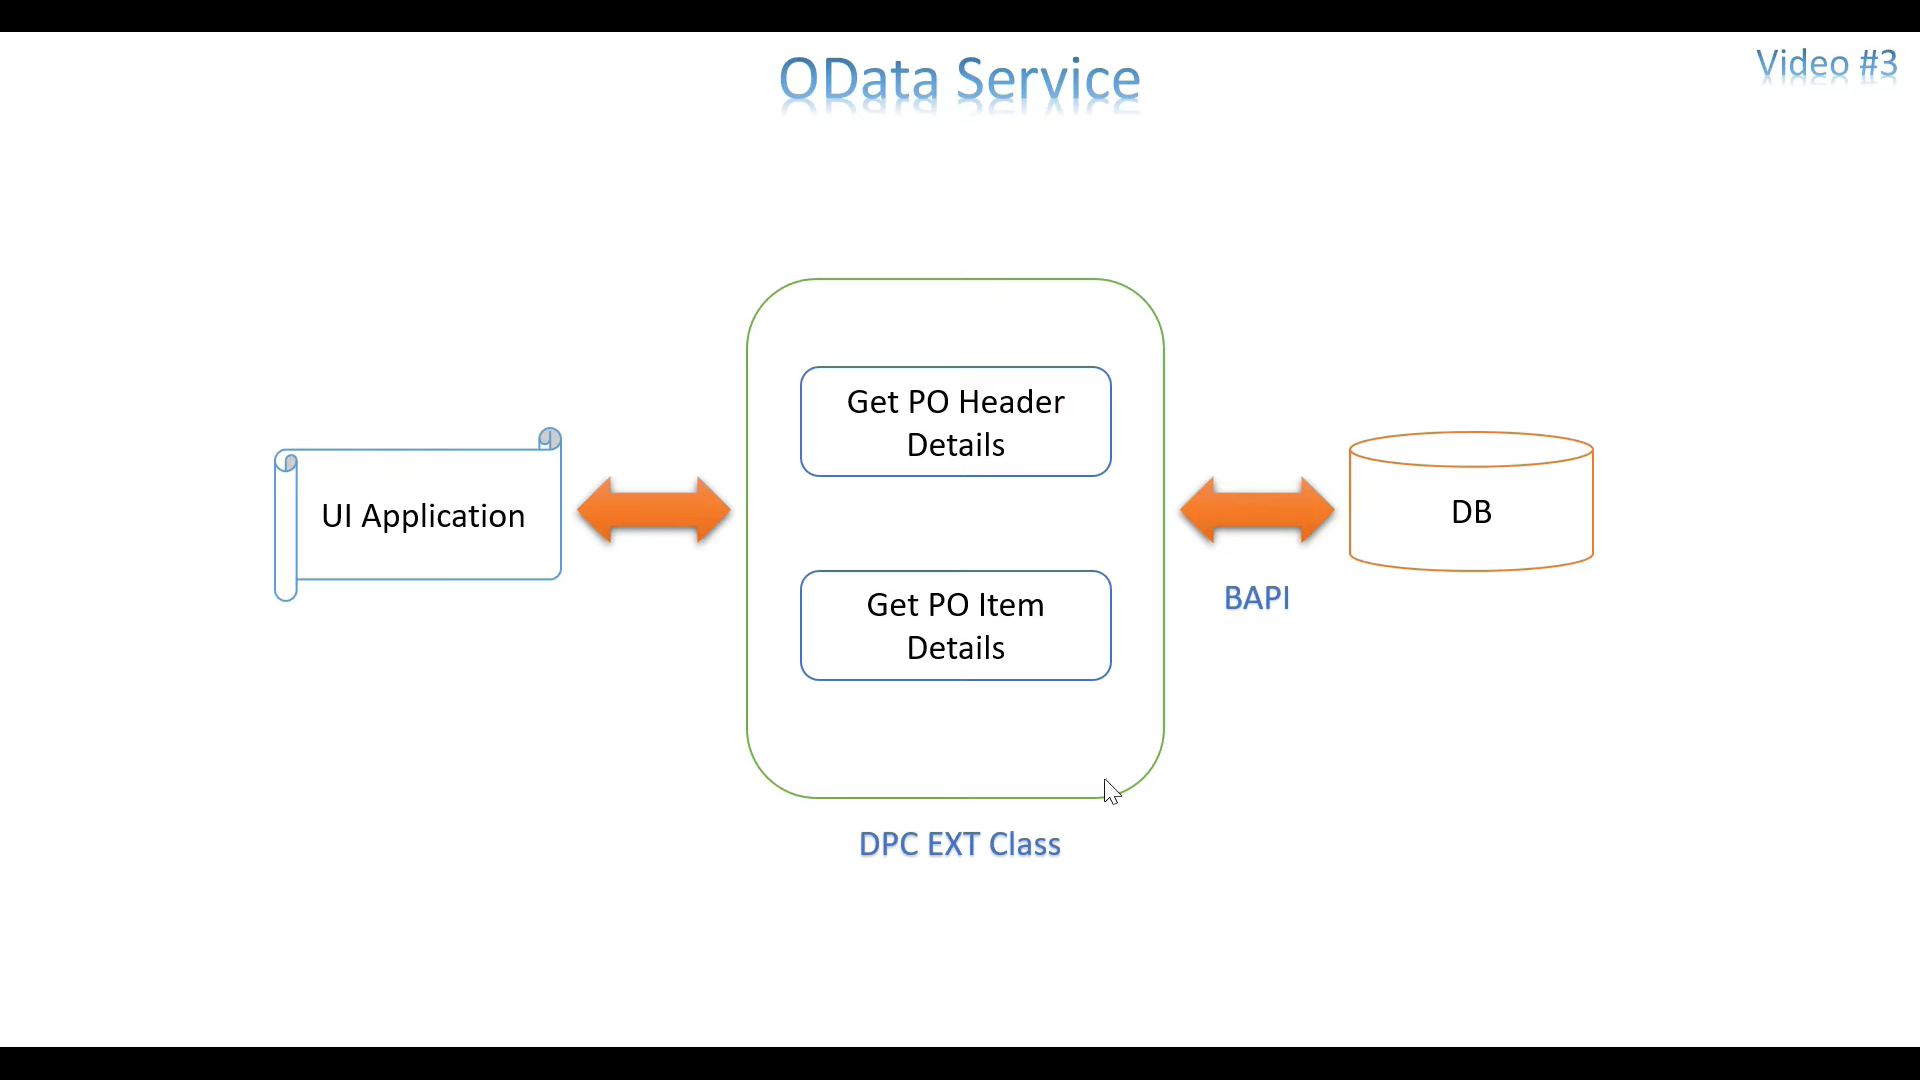 OData Service
Video #3
Get PO Header
Details
UI Application
DB
Get PO Item
Details
BAPI
DPC EXT Class